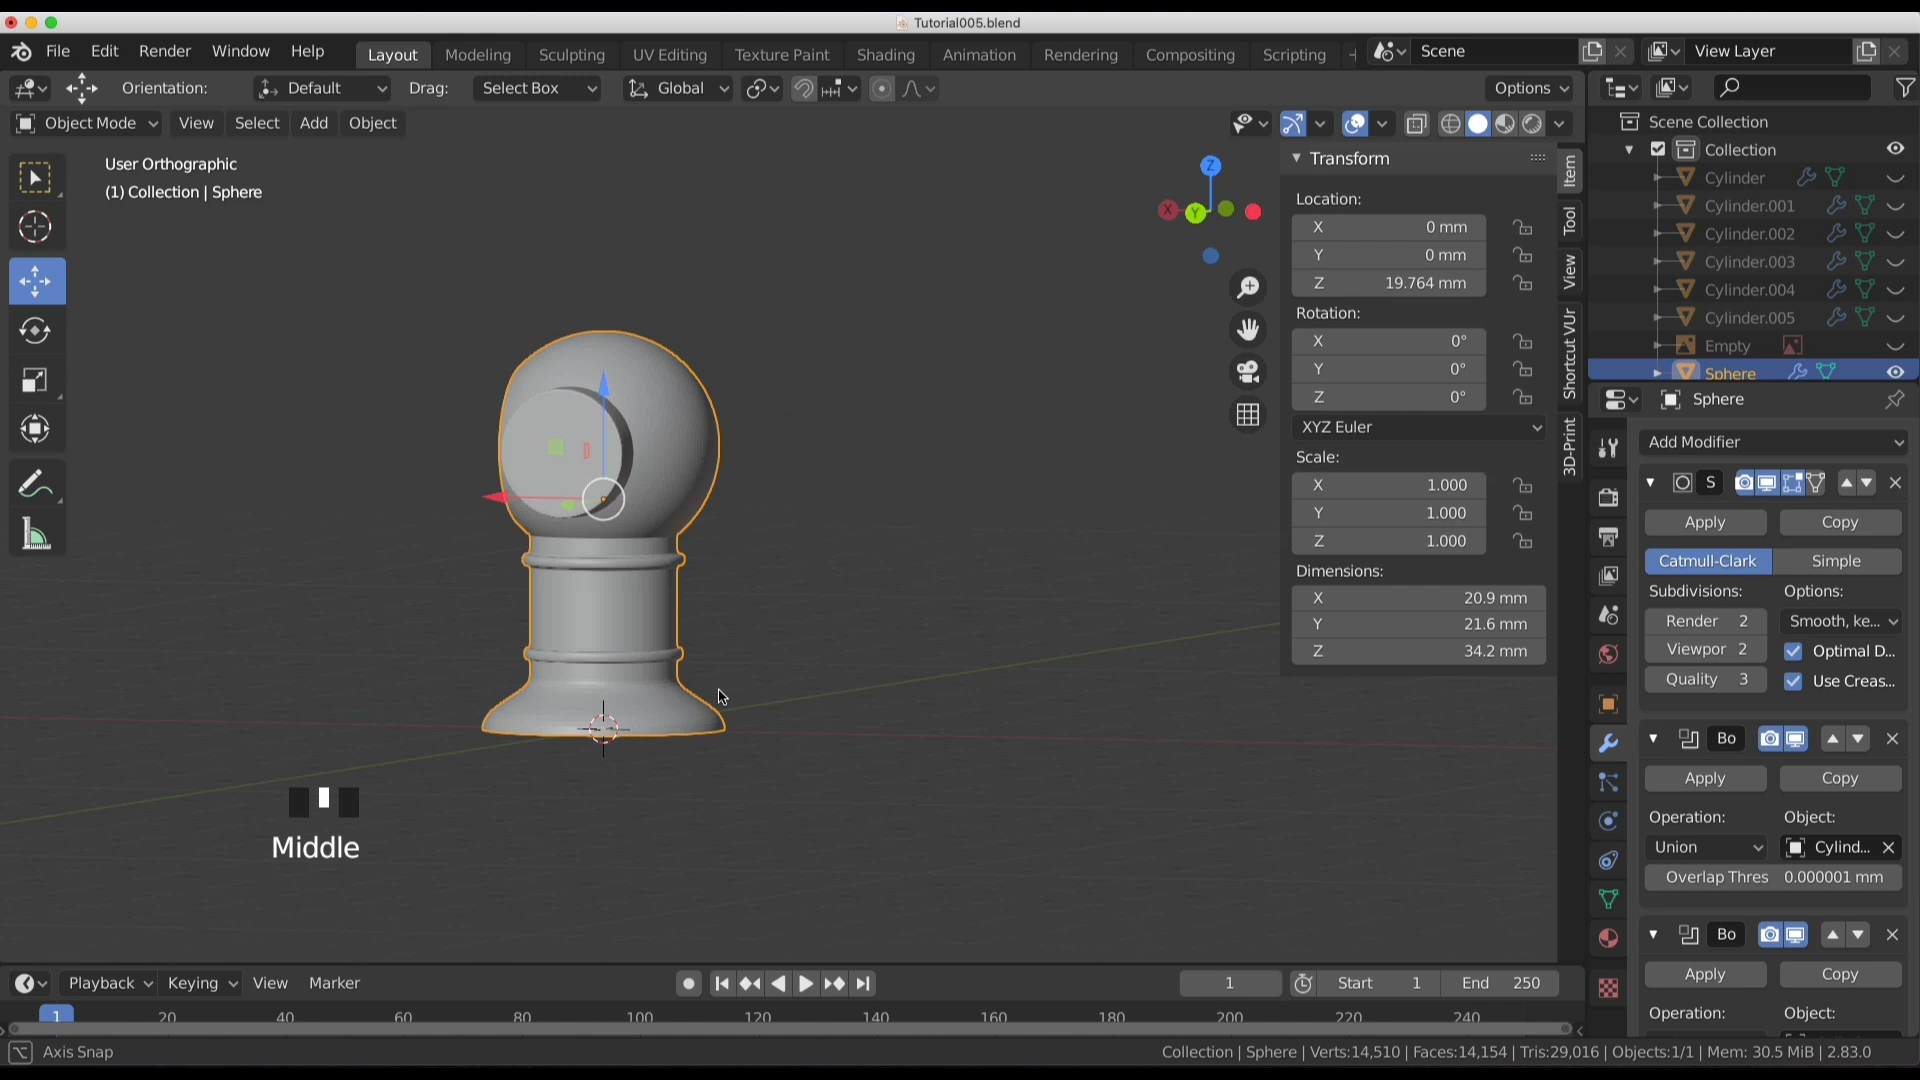 Tutorial005.blend
File Edit Render Window Help Layout Modeling Sculpting UV Editing Texture Paint Shading Animation Rendering Compositing Scripting Scene View Layer
Orientation: Default Drag: Select Box Global Options
Object Mode View Select Add Object
User Orthographic
(1) Collection | Sphere
Z
X
Y
Transform
Location:
X 0 mm
Y 0 mm
Z 19.764 mm
Rotation:
X 0°
Y 0°
Z 0°
XYZ Euler
Scale:
X 1.000
Y 1.000
Z 1.000
Dimensions:
X 20.9 mm
Y 21.6 mm
Z 34.2 mm
Item
Tool
View
Shortcut VUr
3D-Print
Scene Collection
Collection
Cylinder
Cylinder.001
Cylinder.002
Cylinder.003
Cylinder.004
Cylinder.005
Empty
Sphere
Sphere
Add Modifier
S
Apply Copy
Catmull-Clark Simple
Subdivisions: Options:
Render 2 Smooth, ke...
Viewpor 2 Optimal D...
Quality 3 Use Creas...
Bo
Apply Copy
Operation: Object:
Union Cylind...
Overlap Thres 0.000001 mm
Bo
Apply Copy
Operation: Object:
Middle
Playback Keying View Marker 1 Start 1 End 250
1 20 40 60 80 100 120 140 160 180 200 220 240
Axis Snap
Collection | Sphere | Verts:14,510 | Faces:14,154 | Tris:29,016 | Objects:1/1 | Mem: 30.5 MiB | 2.83.0